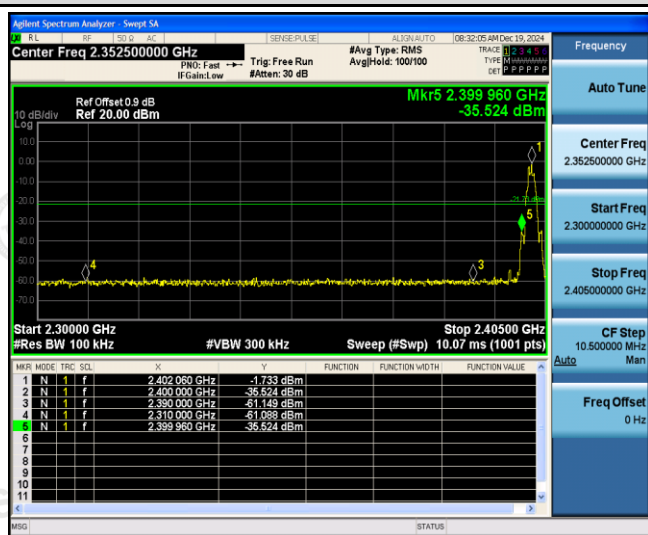 Agilent Spectrum Analyzer - Swept SA
RL RF 50 Ω AC SENSE:PULSE ALIGN AUTO 08:32:05 AM Dec 19, 2024
Center Freq 2.352500000 GHz
PNO: Fast
IFGain:Low
Trig: Free Run
#Atten: 30 dB
#Avg Type: RMS
Avg|Hold: 100/100
TRACE 1 2 3 4 5 6
TYPE
DET P P P P P P
Mkr5 2.399 960 GHz
-35.524 dBm
Ref Offset 0.9 dB
Ref 20.00 dBm
10 dB/div
Log
10.0
0.00
-10.0
-20.0
-30.0
-40.0
-50.0
-60.0
-70.0
1
5
4
3
Start 2.30000 GHz Stop 2.40500 GHz
#Res BW 100 kHz #VBW 300 kHz Sweep (#Swp) 10.07 ms (1001 pts)
MKR MODE TRC SCL X Y FUNCTION FUNCTION WIDTH FUNCTION VALUE
1 N 1 f 2.402 060 GHz -1.733 dBm
2 N 1 f 2.400 000 GHz -35.524 dBm
3 N 1 f 2.390 000 GHz -61.149 dBm
4 N 1 f 2.310 000 GHz -61.088 dBm
5 N 1 f 2.399 960 GHz -35.524 dBm
6
7
8
9
10
11
MSG STATUS
Frequency
Auto Tune
Center Freq
2.352500000 GHz
Start Freq
2.300000000 GHz
Stop Freq
2.405000000 GHz
CF Step
10.500000 MHz
Auto Man
Freq Offset
0 Hz